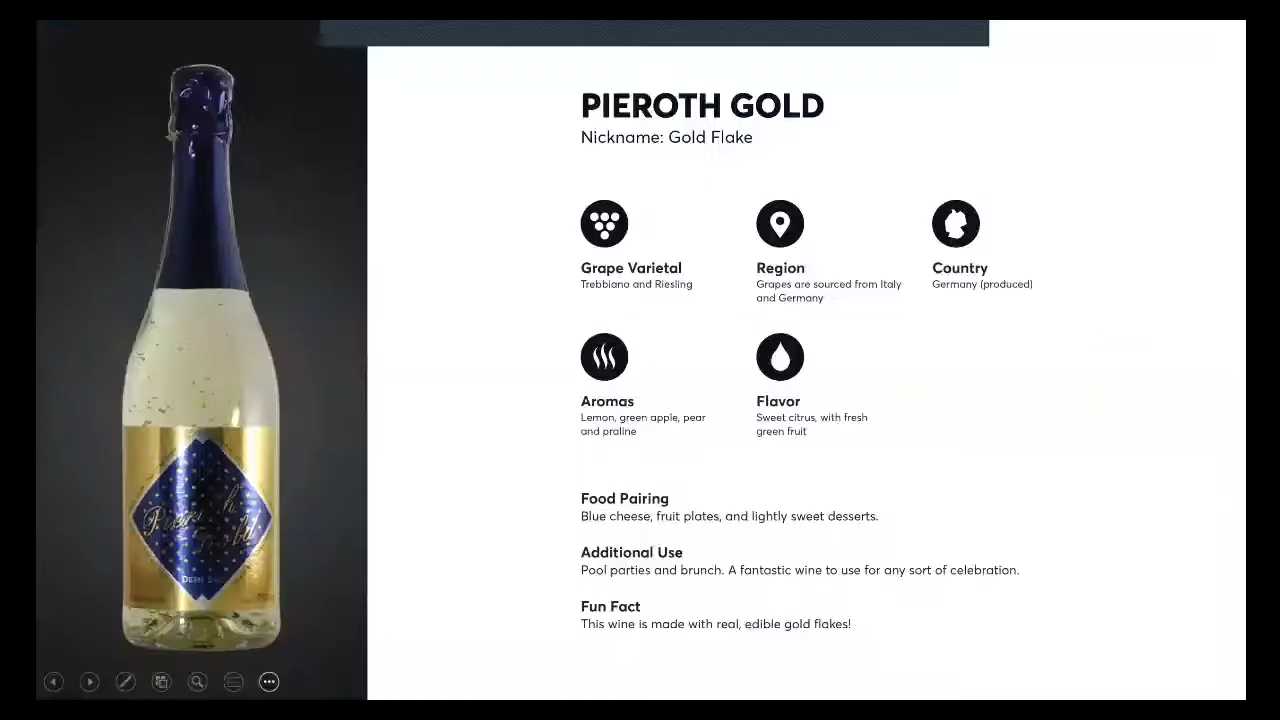 PIEROTH GOLD
Nickname: Gold Flake
Grape Varietal
Trebbiano and Riesling
Region
Grapes are sourced from Italy
and Germany
Country
Germany (produced)
Aromas
Lemon, green apple, pear
and praline
Flavor
Sweet citrus, with fresh
green fruit
Food Pairing
Blue cheese, fruit plates, and lightly sweet desserts.
Additional Use
Pool parties and brunch. A fantastic wine to use for any sort of celebration.
Fun Fact
This wine is made with real, edible gold flakes!